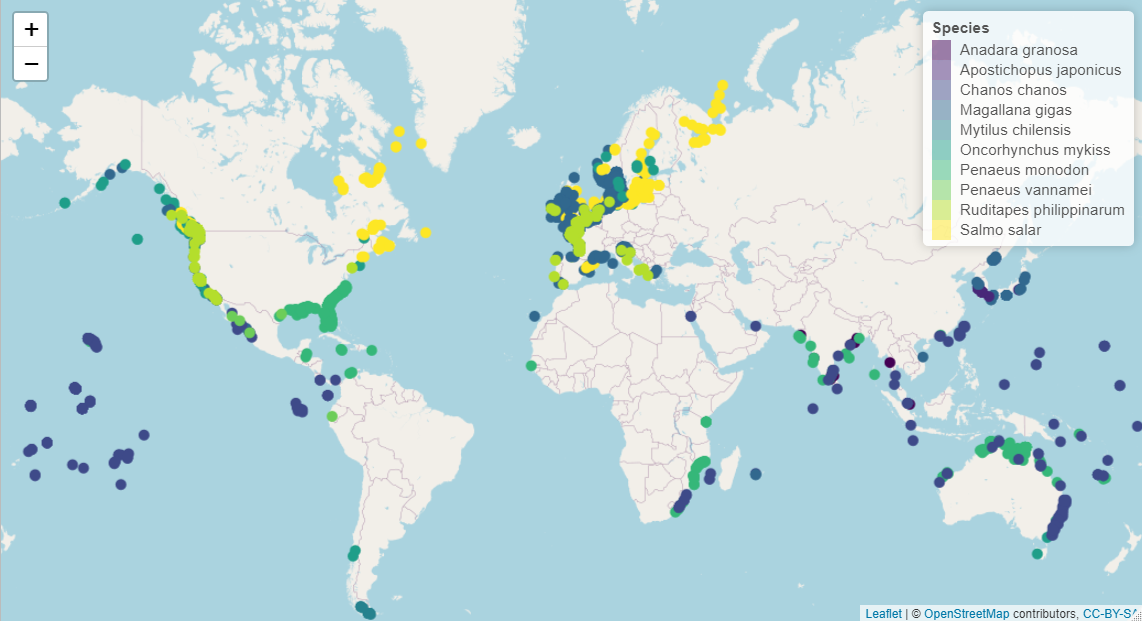 +
−
Species
Anadara granosa
Apostichopus japonicus
Chanos chanos
Magallana gigas
Mytilus chilensis
Oncorhynchus mykiss
Penaeus monodon
Penaeus vannamei
Ruditapes philippinarum
Salmo salar
Leaflet | © OpenStreetMap contributors, CC-BY-SA